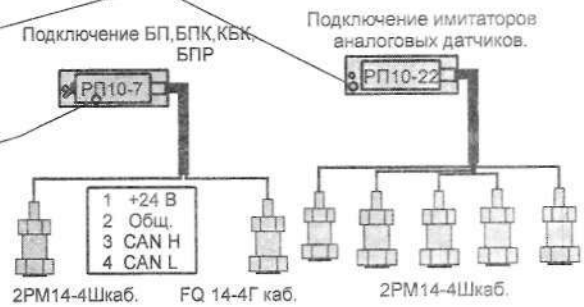 Подключение БП,БПК,КБК,
БПР
РП10-7
1 +24 В
2 Общ.
3 CAN H
4 CAN L
2РМ14-4Шкаб.
FQ 14-4Г каб.
Подключение имитаторов
аналоговых датчиков.
РП10-22
2РМ14-4Шкаб.